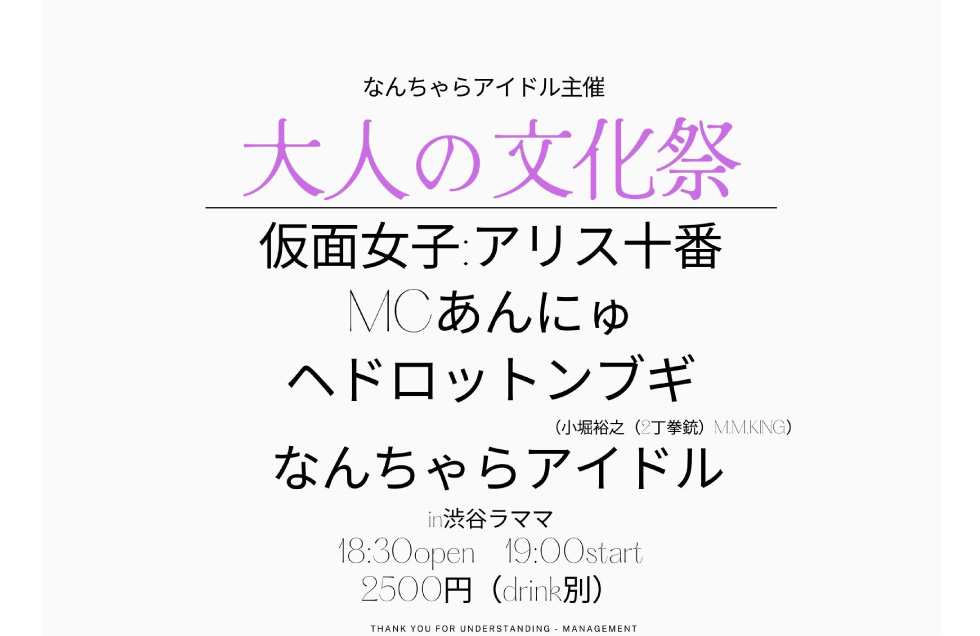 なんちゃらアイドル主催
大人の文化祭
仮面女子:アリス十番
MCあんにゅ
ヘドロットンブギ
（小堀裕之（2丁拳銃）M.M.KING）
なんちゃらアイドル
in渋谷ラママ
18:30open　19:00start
2500円（drink別）
THANK YOU FOR UNDERSTANDING - MANAGEMENT